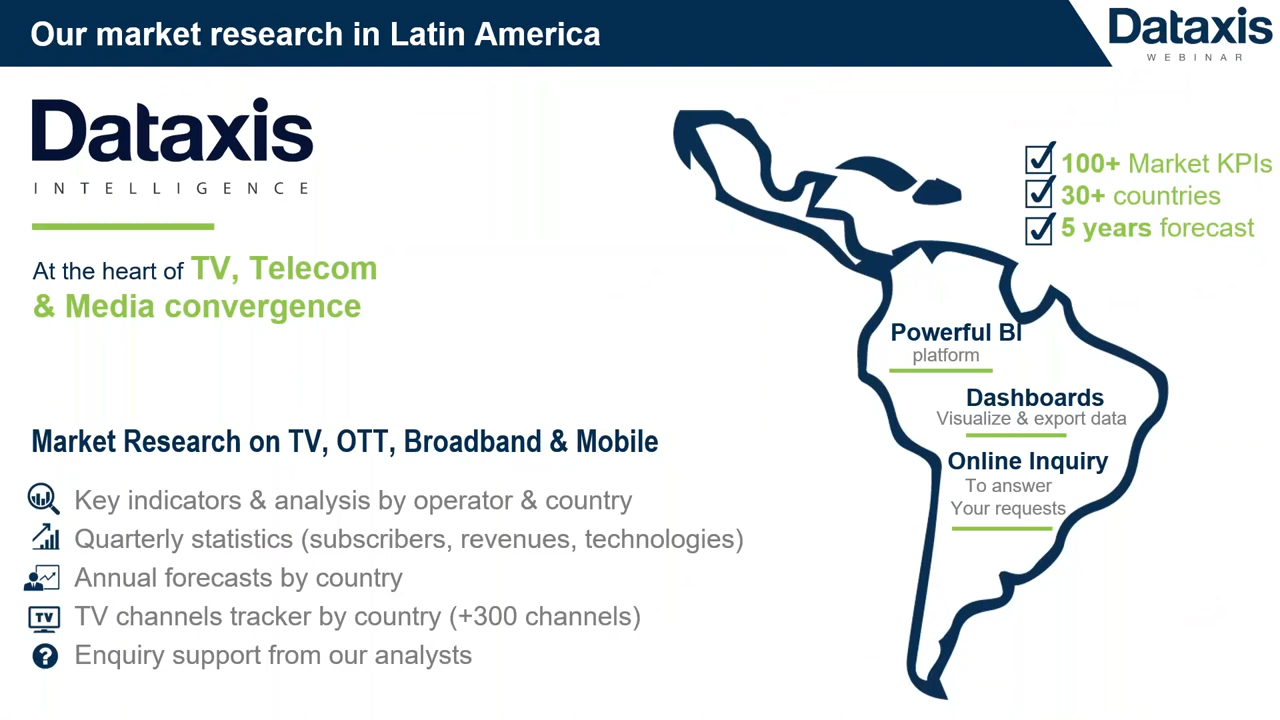 Our market research in Latin America
Dataxis
WEBINAR
Dataxis
INTELLIGENCE
At the heart of TV, Telecom
& Media convergence
100+ Market KPIs
30+ countries
5 years forecast
Powerful BI
platform
Dashboards
Visualize & export data
Online Inquiry
To answer
Your requests
Market Research on TV, OTT, Broadband & Mobile
Key indicators & analysis by operator & country
Quarterly statistics (subscribers, revenues, technologies)
Annual forecasts by country
TV
TV channels tracker by country (+300 channels)
?
Enquiry support from our analysts